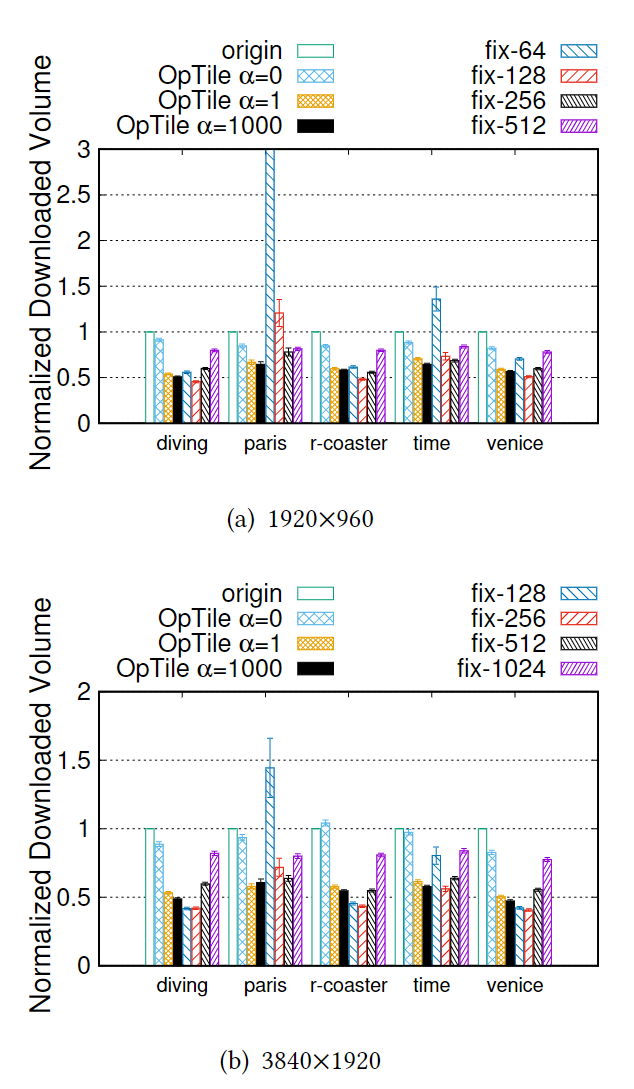 origin
OpTile α=0
OpTile α=1
OpTile α=1000
fix-64
fix-128
fix-256
fix-512
Normalized Downloaded Volume
3
2.5
2
1.5
1
0.5
0
diving paris r-coaster time venice
(a) 1920×960
origin
OpTile α=0
OpTile α=1
OpTile α=1000
fix-128
fix-256
fix-512
fix-1024
Normalized Downloaded Volume
2
1.5
1
0.5
0
diving paris r-coaster time venice
(b) 3840×1920